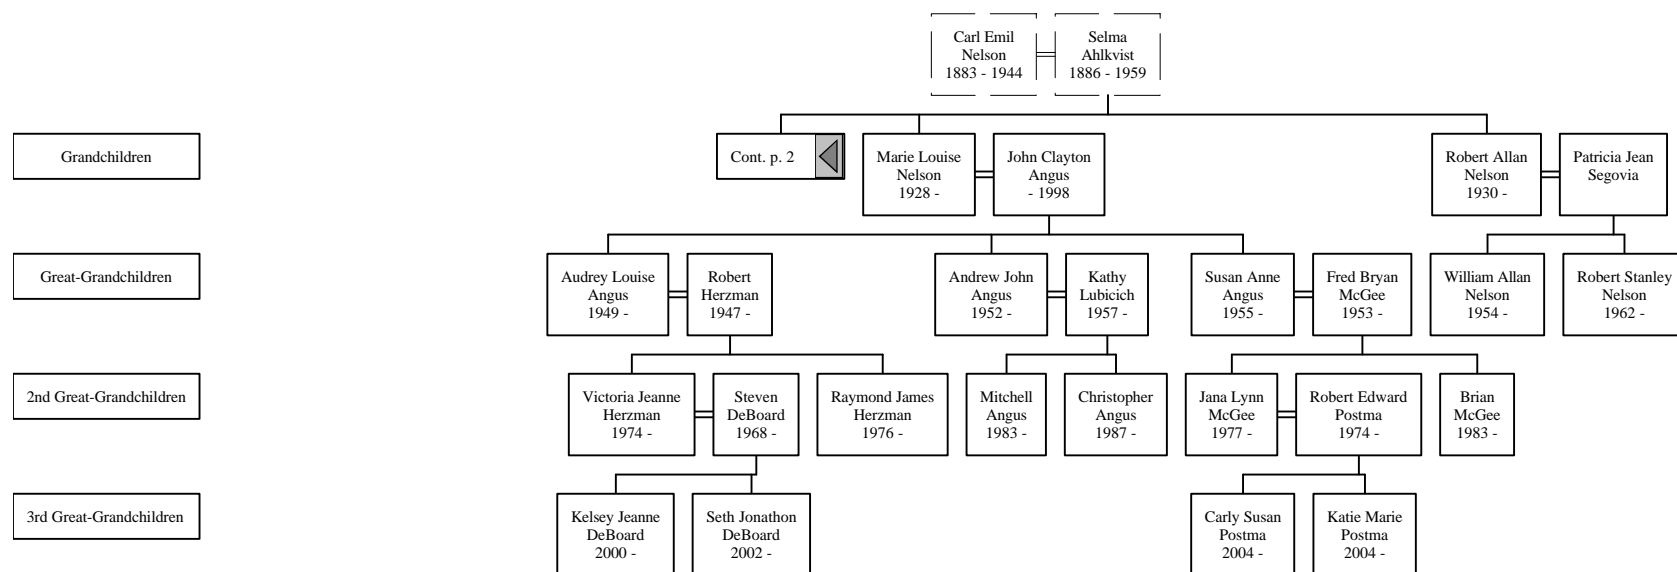 Carl Emil
Nelson
1883 - 1944
Selma
Ahlkvist
1886 - 1959
Grandchildren
Cont. p. 2
Marie Louise
Nelson
1928 -
John Clayton
Angus
- 1998
Robert Allan
Nelson
1930 -
Patricia Jean
Segovia
Great-Grandchildren
Audrey Louise
Angus
1949 -
Robert
Herzman
1947 -
Andrew John
Angus
1952 -
Kathy
Lubicich
1957 -
Susan Anne
Angus
1955 -
Fred Bryan
McGee
1953 -
William Allan
Nelson
1954 -
Robert Stanley
Nelson
1962 -
2nd Great-Grandchildren
Victoria Jeanne
Herzman
1974 -
Steven
DeBoard
1968 -
Raymond James
Herzman
1976 -
Mitchell
Angus
1983 -
Christopher
Angus
1987 -
Jana Lynn
McGee
1977 -
Robert Edward
Postma
1974 -
Brian
McGee
1983 -
3rd Great-Grandchildren
Kelsey Jeanne
DeBoard
2000 -
Seth Jonathon
DeBoard
2002 -
Carly Susan
Postma
2004 -
Katie Marie
Postma
2004 -